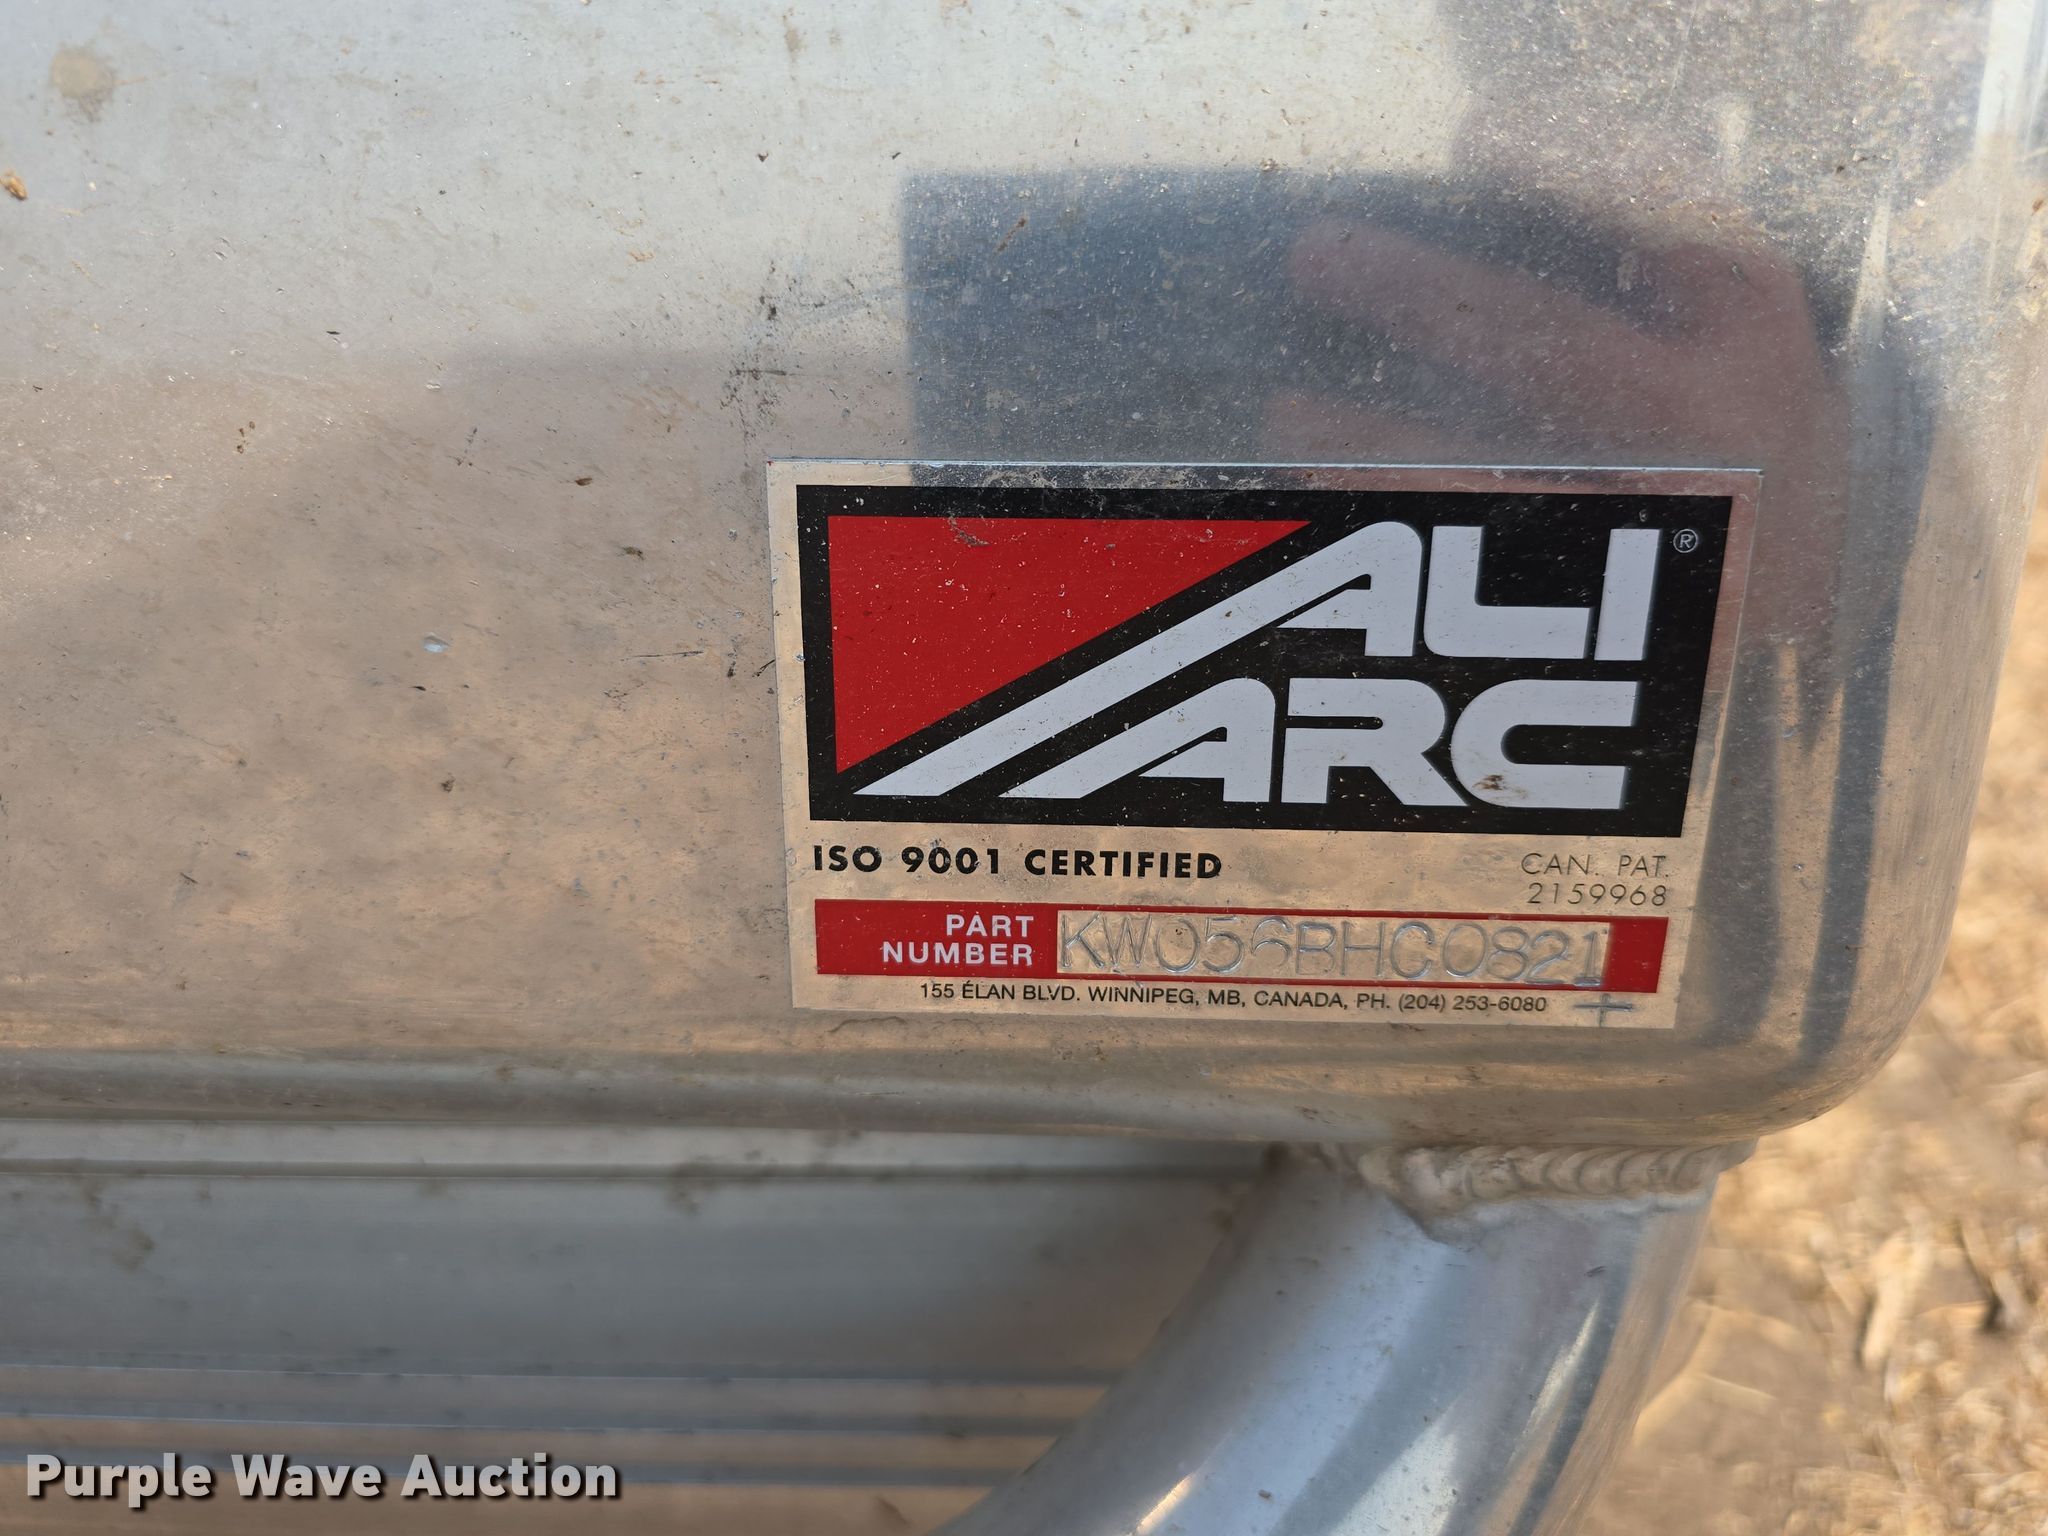 ALI®
ARC
ISO 9001 CERTIFIED
CAN. PAT.
2159968
PART
NUMBER
KW056BHC0821
155 ÉLAN BLVD. WINNIPEG, MB, CANADA, PH. (204) 253-6080
Purple Wave Auction